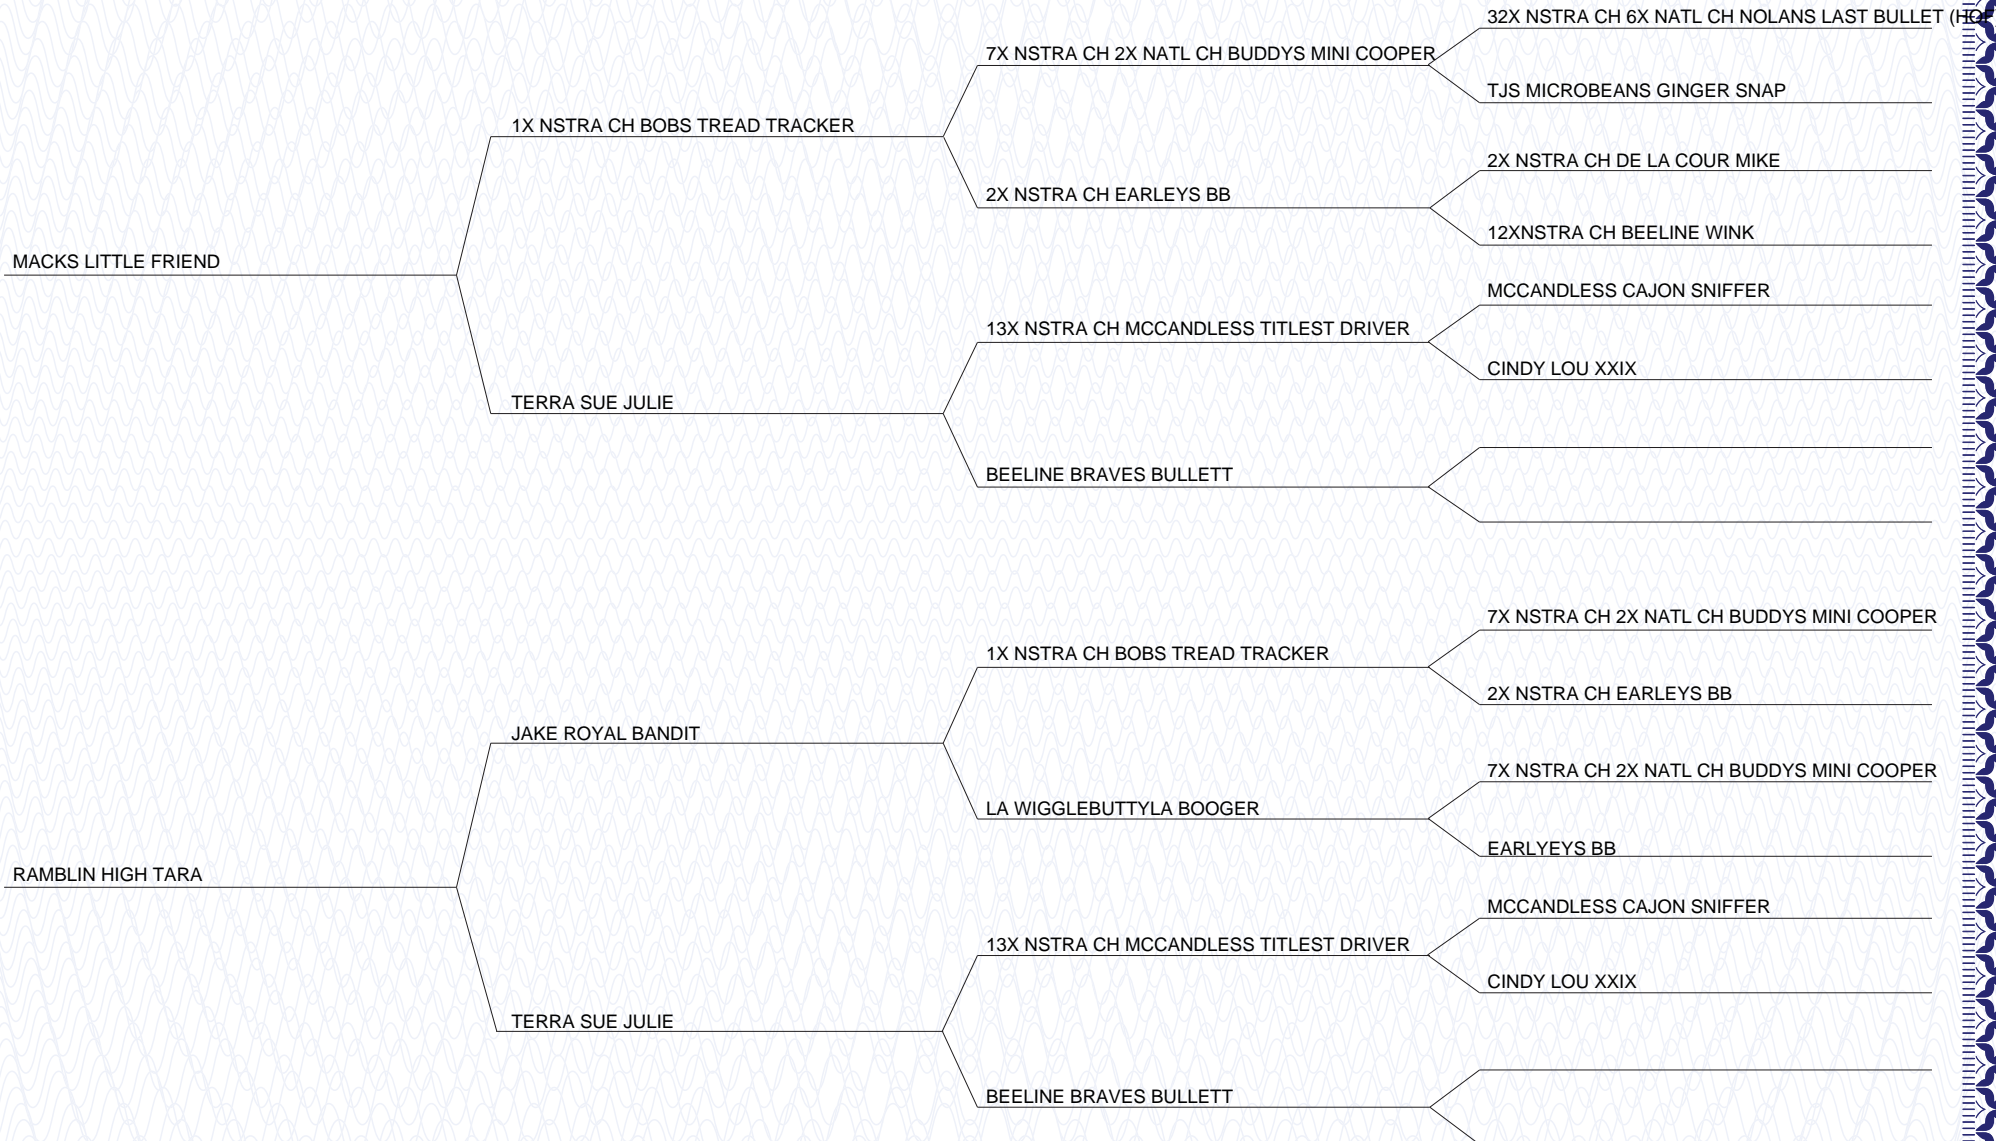 32X NSTRA CH 6X NATL CH NOLANS LAST BULLET (HOF
7X NSTRA CH 2X NATL CH BUDDYS MINI COOPER
TJS MICROBEANS GINGER SNAP
1X NSTRA CH BOBS TREAD TRACKER
2X NSTRA CH DE LA COUR MIKE
2X NSTRA CH EARLEYS BB
12XNSTRA CH BEELINE WINK
MACKS LITTLE FRIEND
MCCANDLESS CAJON SNIFFER
13X NSTRA CH MCCANDLESS TITLEST DRIVER
CINDY LOU XXIX
TERRA SUE JULIE
BEELINE BRAVES BULLETT
7X NSTRA CH 2X NATL CH BUDDYS MINI COOPER
1X NSTRA CH BOBS TREAD TRACKER
2X NSTRA CH EARLEYS BB
JAKE ROYAL BANDIT
7X NSTRA CH 2X NATL CH BUDDYS MINI COOPER
LA WIGGLEBUTTYLA BOOGER
EARLYEYS BB
RAMBLIN HIGH TARA
MCCANDLESS CAJON SNIFFER
13X NSTRA CH MCCANDLESS TITLEST DRIVER
CINDY LOU XXIX
TERRA SUE JULIE
BEELINE BRAVES BULLETT